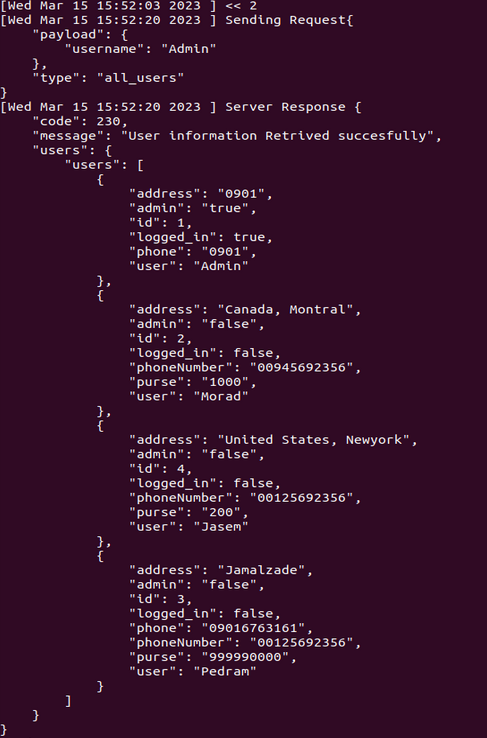 [Wed Mar 15 15:52:03 2023 ] << 2
[Wed Mar 15 15:52:20 2023 ] Sending Request{
    "payload": {
        "username": "Admin"
    },
    "type": "all_users"
}
[Wed Mar 15 15:52:20 2023 ] Server Response {
    "code": 230,
    "message": "User information Retrived succesfully",
    "users": {
        "users": [
            {
                "address": "0901",
                "admin": "true",
                "id": 1,
                "logged_in": true,
                "phone": "0901",
                "user": "Admin"
            },
            {
                "address": "Canada, Montral",
                "admin": "false",
                "id": 2,
                "logged_in": false,
                "phoneNumber": "00945692356",
                "purse": "1000",
                "user": "Morad"
            },
            {
                "address": "United States, Newyork",
                "admin": "false",
                "id": 4,
                "logged_in": false,
                "phoneNumber": "00125692356",
                "purse": "200",
                "user": "Jasem"
            },
            {
                "address": "Jamalzade",
                "admin": "false",
                "id": 3,
                "logged_in": false,
                "phone": "09016763161",
                "phoneNumber": "00125692356",
                "purse": "999990000",
                "user": "Pedram"
            }
        ]
    }
}